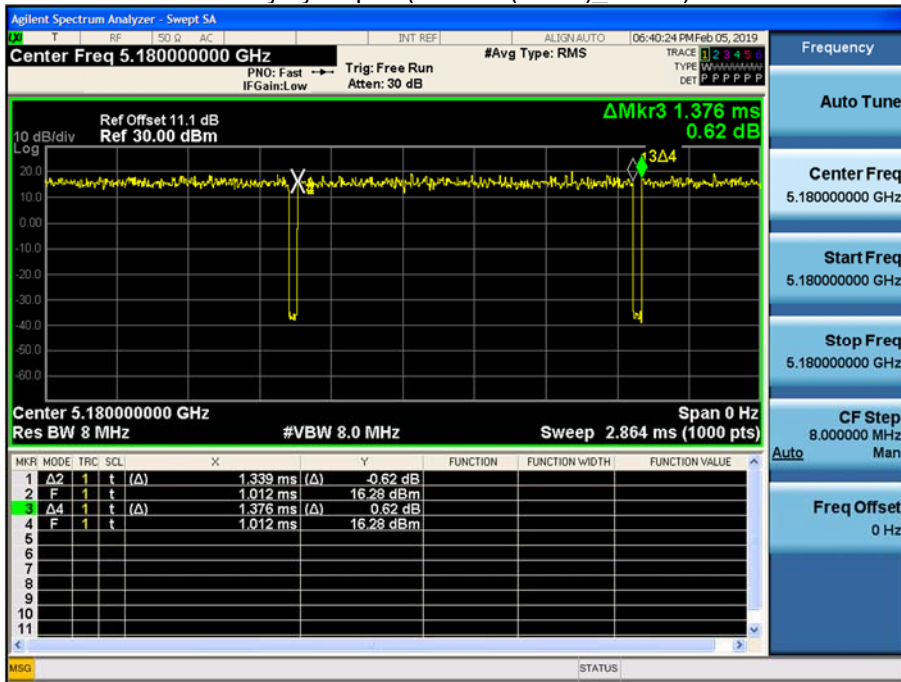 Agilent Spectrum Analyzer - Swept SA
LXI T RF 50 Ω AC INT REF ALIGN AUTO 06:40:24 PM Feb 05, 2019
Center Freq 5.180000000 GHz
#Avg Type: RMS
TRACE 1 2 3 4 5 6
PNO: Fast Trig: Free Run
TYPE WWWWWW
IFGain:Low Atten: 30 dB
DET P P P P P P
ΔMkr3 1.376 ms
0.62 dB
Ref Offset 11.1 dB
10 dB/div Ref 30.00 dBm
Log
3Δ4
20.0
10.0
0.00
-10.0
-20.0
-30.0
-40.0
-50.0
-60.0
Center 5.180000000 GHz Span 0 Hz
Res BW 8 MHz #VBW 8.0 MHz Sweep 2.864 ms (1000 pts)
MKR MODE TRC SCL X Y FUNCTION FUNCTION WIDTH FUNCTION VALUE
1 Δ2 1 t (Δ) 1.339 ms (Δ) -0.62 dB
2 F 1 t 1.012 ms 16.28 dBm
3 Δ4 1 t (Δ) 1.376 ms (Δ) 0.62 dB
4 F 1 t 1.012 ms 16.28 dBm
5
6
7
8
9
10
11
MSG STATUS
Frequency
Auto Tune
Center Freq
5.180000000 GHz
Start Freq
5.180000000 GHz
Stop Freq
5.180000000 GHz
CF Step
8.000000 MHz
Auto Man
Freq Offset
0 Hz